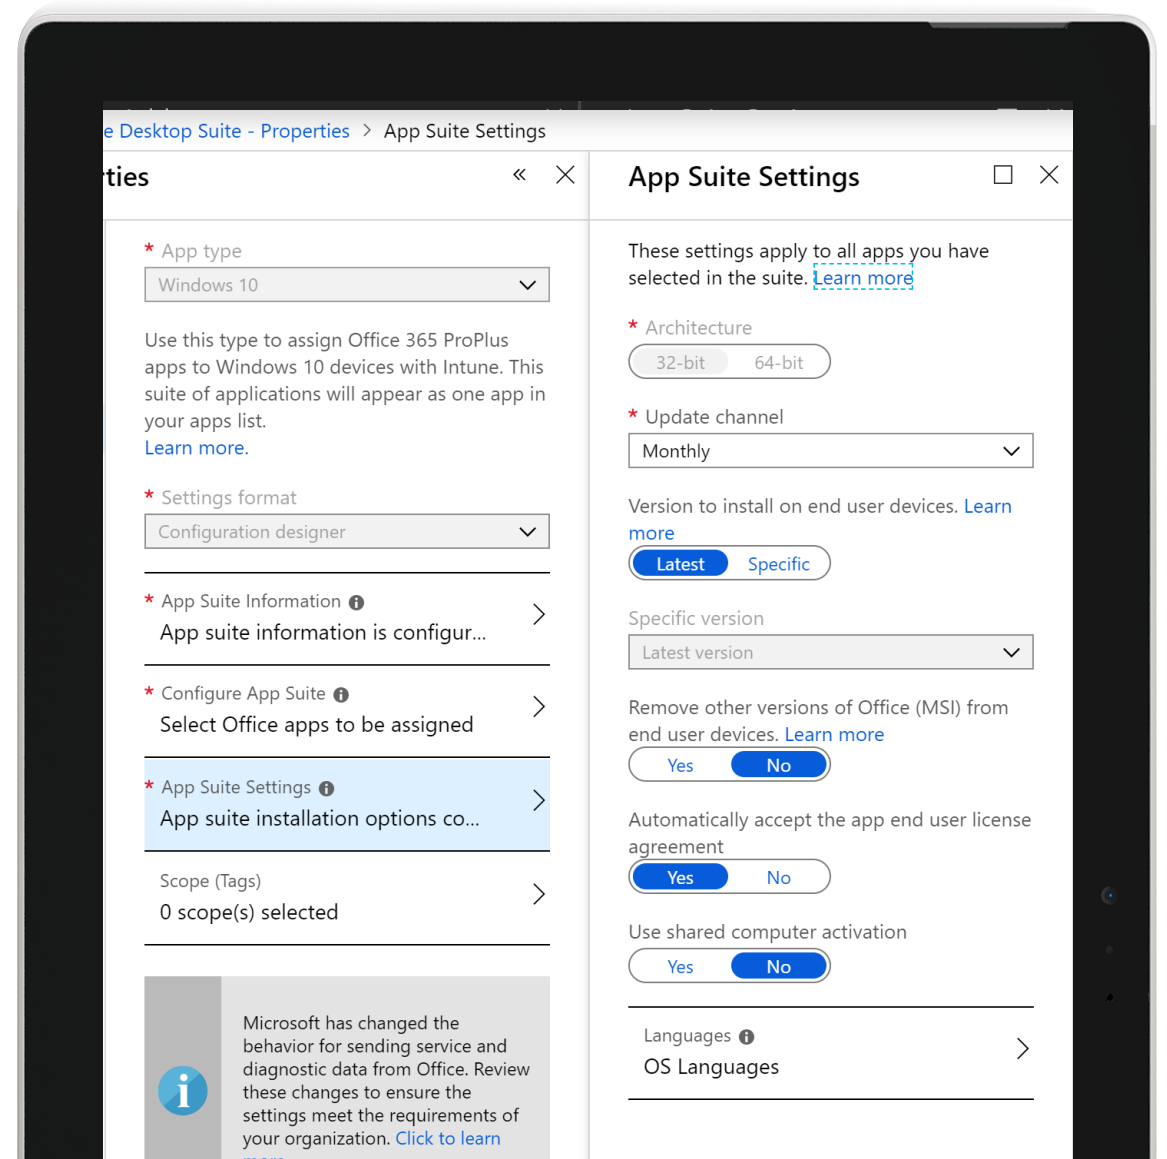 e Desktop Suite - Properties > App Suite Settings
ties
* App type
Windows 10
Use this type to assign Office 365 ProPlus
apps to Windows 10 devices with Intune. This
suite of applications will appear as one app in
your apps list.
Learn more.
* Settings format
Configuration designer
* App Suite Information
App suite information is configur...
* Configure App Suite
Select Office apps to be assigned
* App Suite Settings
App suite installation options co...
Scope (Tags)
0 scope(s) selected
Microsoft has changed the
behavior for sending service and
diagnostic data from Office. Review
these changes to ensure the
settings meet the requirements of
your organization. Click to learn
App Suite Settings
These settings apply to all apps you have
selected in the suite. Learn more
* Architecture
32-bit 64-bit
* Update channel
Monthly
Version to install on end user devices. Learn
more
Latest Specific
Specific version
Latest version
Remove other versions of Office (MSI) from
end user devices. Learn more
Yes No
Automatically accept the app end user license
agreement
Yes No
Use shared computer activation
Yes No
Languages
OS Languages